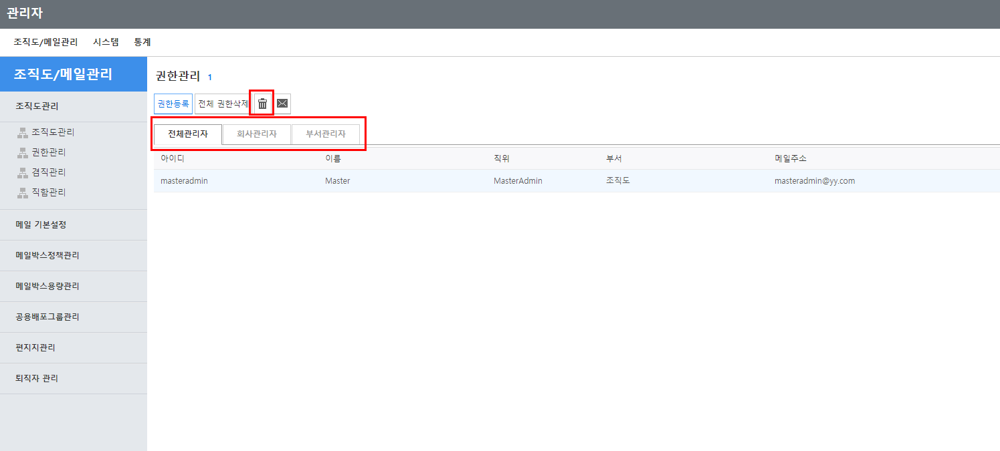 관리자
조직도/메일관리 시스템 통계
조직도/메일관리
조직도관리
조직도관리
권한관리
겸직관리
직함관리
메일 기본설정
메일박스정책관리
메일박스용량관리
공용배포그룹관리
편지지관리
퇴직자 관리
권한관리 1
권한등록 전체 권한삭제
전체관리자 회사관리자 부서관리자
아이디 이름 직위 부서 메일주소
masteradmin Master MasterAdmin 조직도 masteradmin@yy.com